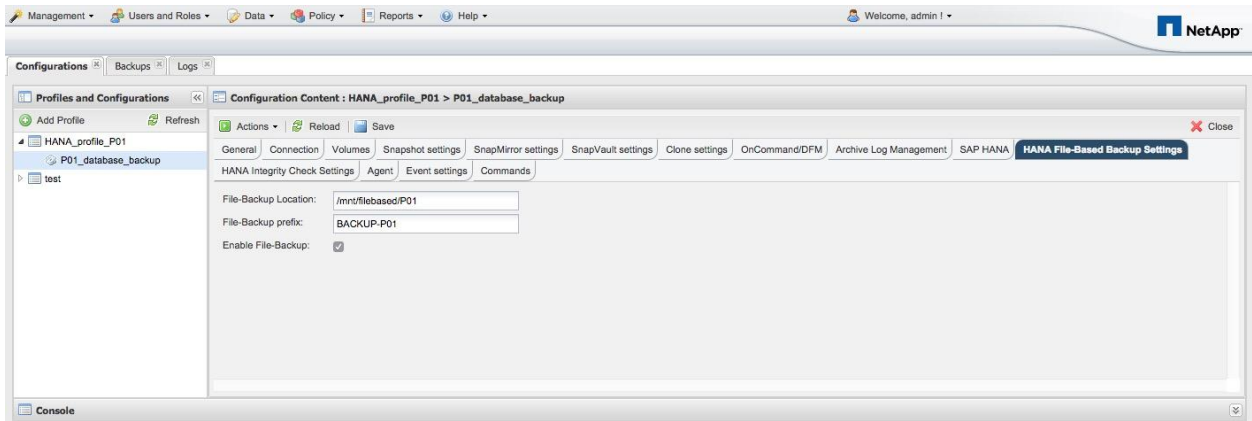 Management Users and Roles Data Policy Reports Help Welcome, admin !
NetApp
Configurations Backups Logs
Profiles and Configurations Configuration Content : HANA_profile_P01 > P01_database_backup
Add Profile Refresh Actions Reload Save Close
HANA_profile_P01 General Connection Volumes Snapshot settings SnapMirror settings SnapVault settings Clone settings OnCommand/DFM Archive Log Management SAP HANA HANA File-Based Backup Settings
P01_database_backup HANA Integrity Check Settings Agent Event settings Commands
test
File-Backup Location: /mnt/filebased/P01
File-Backup prefix: BACKUP-P01
Enable File-Backup:
Console